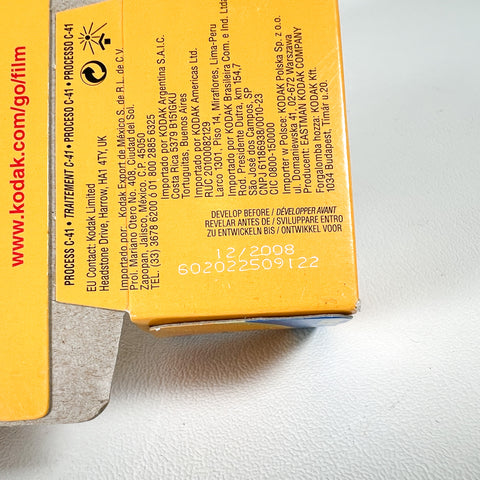 www.kodak.com/go/film
PROCESS C-41 • TRAITEMENT C-41 • PROCESO C-41 • PROCESSO C-41
EU Contact: Kodak Limited
Headstone Drive, Harrow, HA1 4TY, UK
Importado por.: Kodak Export de México S. de R.L. de C.V.
Prol. Mariano Otero No. 408, Ciudad del Sol.
Zapopan, Jalisco, México. C.P. 45050
TEL. (33) 3678 6200 ó 01 800 2885 6325
Importado por KODAK Argentina S.A.I.C.
Costa Rica 5379 B1615GKU
Tortuguitas - Buenos Aires
Importado por KODAK Americas Ltd.
Larco 1301, Piso 14, Miraflores, Lima-Peru
RUC 20100082129
Importado por KODAK Brasileira Com. e Ind. Ltda
Rod. Presidente Dutra, km 154,7
São José dos Campos, SP
CNPJ 61186938/0010-23
CIC 0800-150000
Importer w Polsce: KODAK Polska Sp. z o.o.
ul. Domaniewska 41, 02-672 Warszawa
Producent: EASTMAN KODAK COMPANY
Forgalomba hozza: KODAK Kft.
1034 Budapest, Tímár ú. 20.
DEVELOP BEFORE / DÉVELOPPER AVANT
REVELAR ANTES DE / SVILUPPARE ENTRO
ZU ENTWICKELN BIS / ONTWIKKEL VOOR
12/2008
602022509122